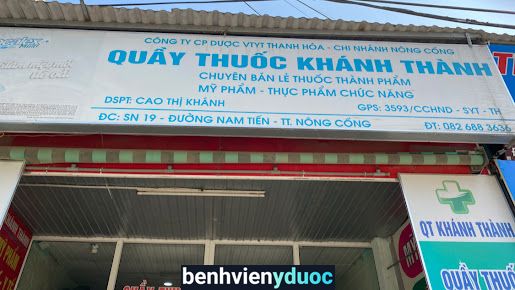 CÔNG TY CP DƯỢC VTYT THANH HÓA - CHI NHÁNH NÔNG CỐNG
QUẦY THUỐC KHÁNH THÀNH
CHUYÊN BÁN LẺ THUỐC THÀNH PHẨM
MỸ PHẨM - THỰC PHẨM CHỨC NĂNG
DSPT: CAO THỊ KHÁNH
GPS: 3593/CCHND - SYT - TH
ĐC: SN 19 - ĐƯỜNG NAM TIẾN - TT. NÔNG CỐNG
ĐT: 082 688 3636
QT KHÁNH THÀNH
QUẦY THUỐ
benhvienyduoc